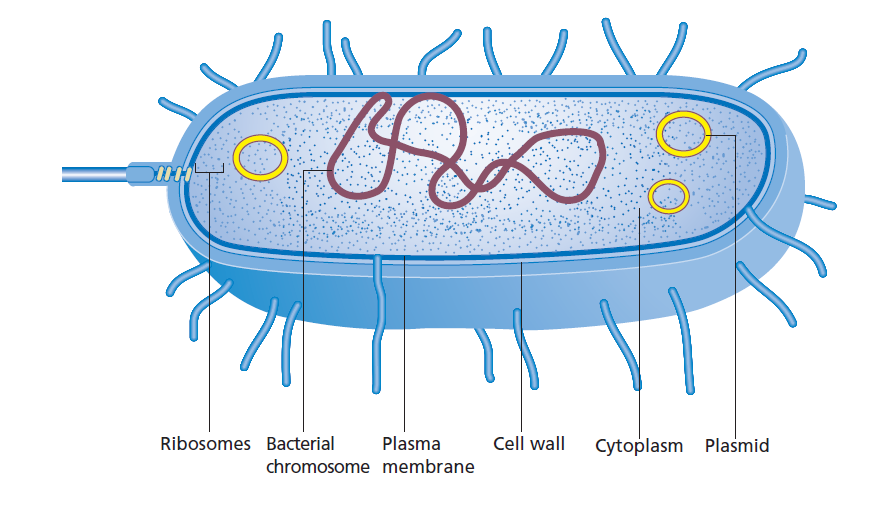 Ribosomes
Bacterial
chromosome
Plasma
membrane
Cell wall
Cytoplasm
Plasmid